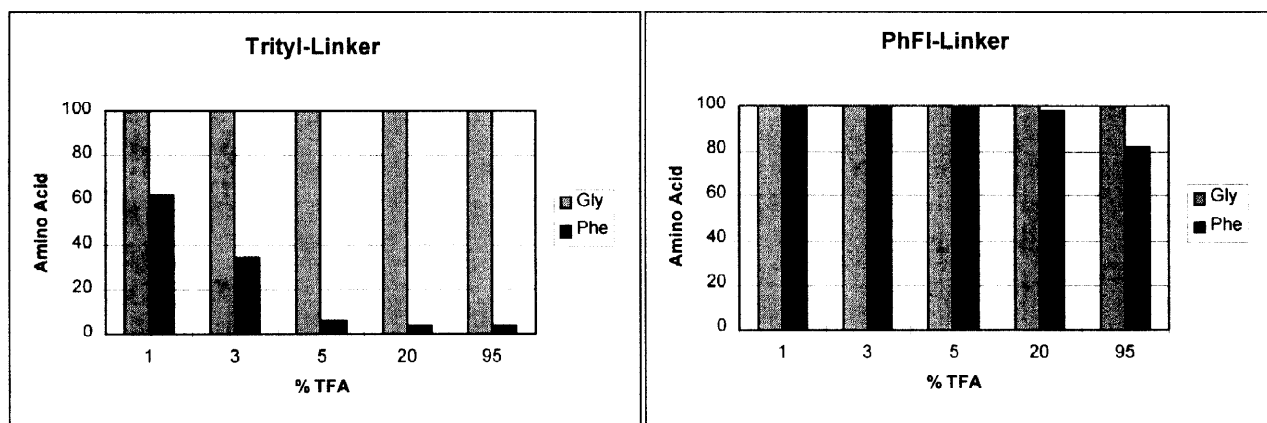 Trityl-Linker
100
80
60
40
20
0
Amino Acid
1 3 5 20 95
% TFA
Gly
Phe
PhFl-Linker
100
80
60
40
20
0
Amino Acid
1 3 5 20 95
% TFA
Gly
Phe